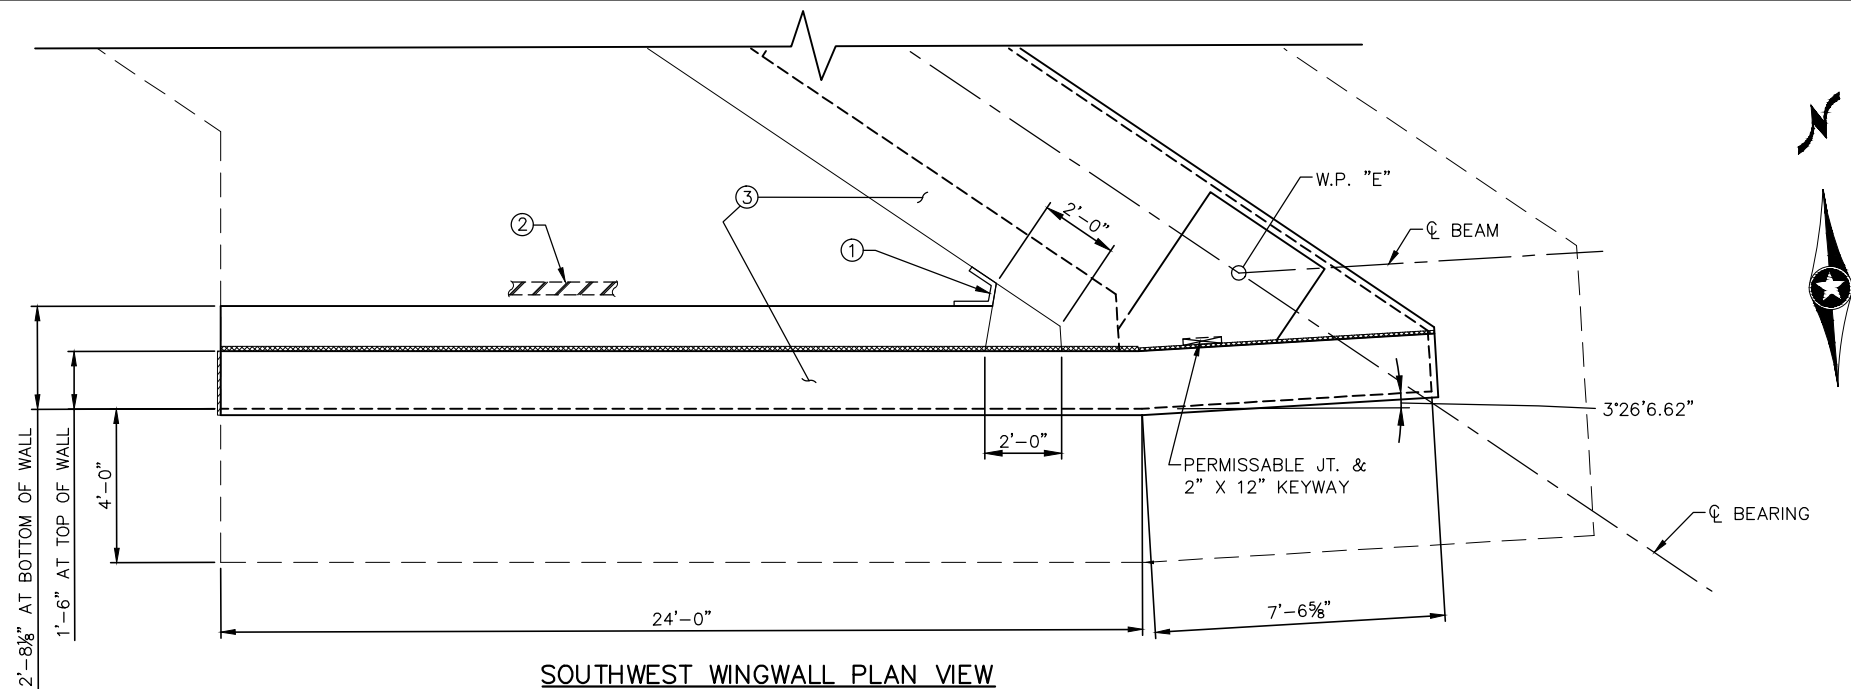 W.P. "E"
3
2'-0"
2
℄ BEAM
1
3°26'6.62"
2'-0"
PERMISSABLE JT. &
2" X 12" KEYWAY
℄ BEARING
4'-0"
1'-6" AT TOP OF WALL
2'-8⅛" AT BOTTOM OF WALL
24'-0"
7'-6⅝"
SOUTHWEST WINGWALL PLAN VIEW
N